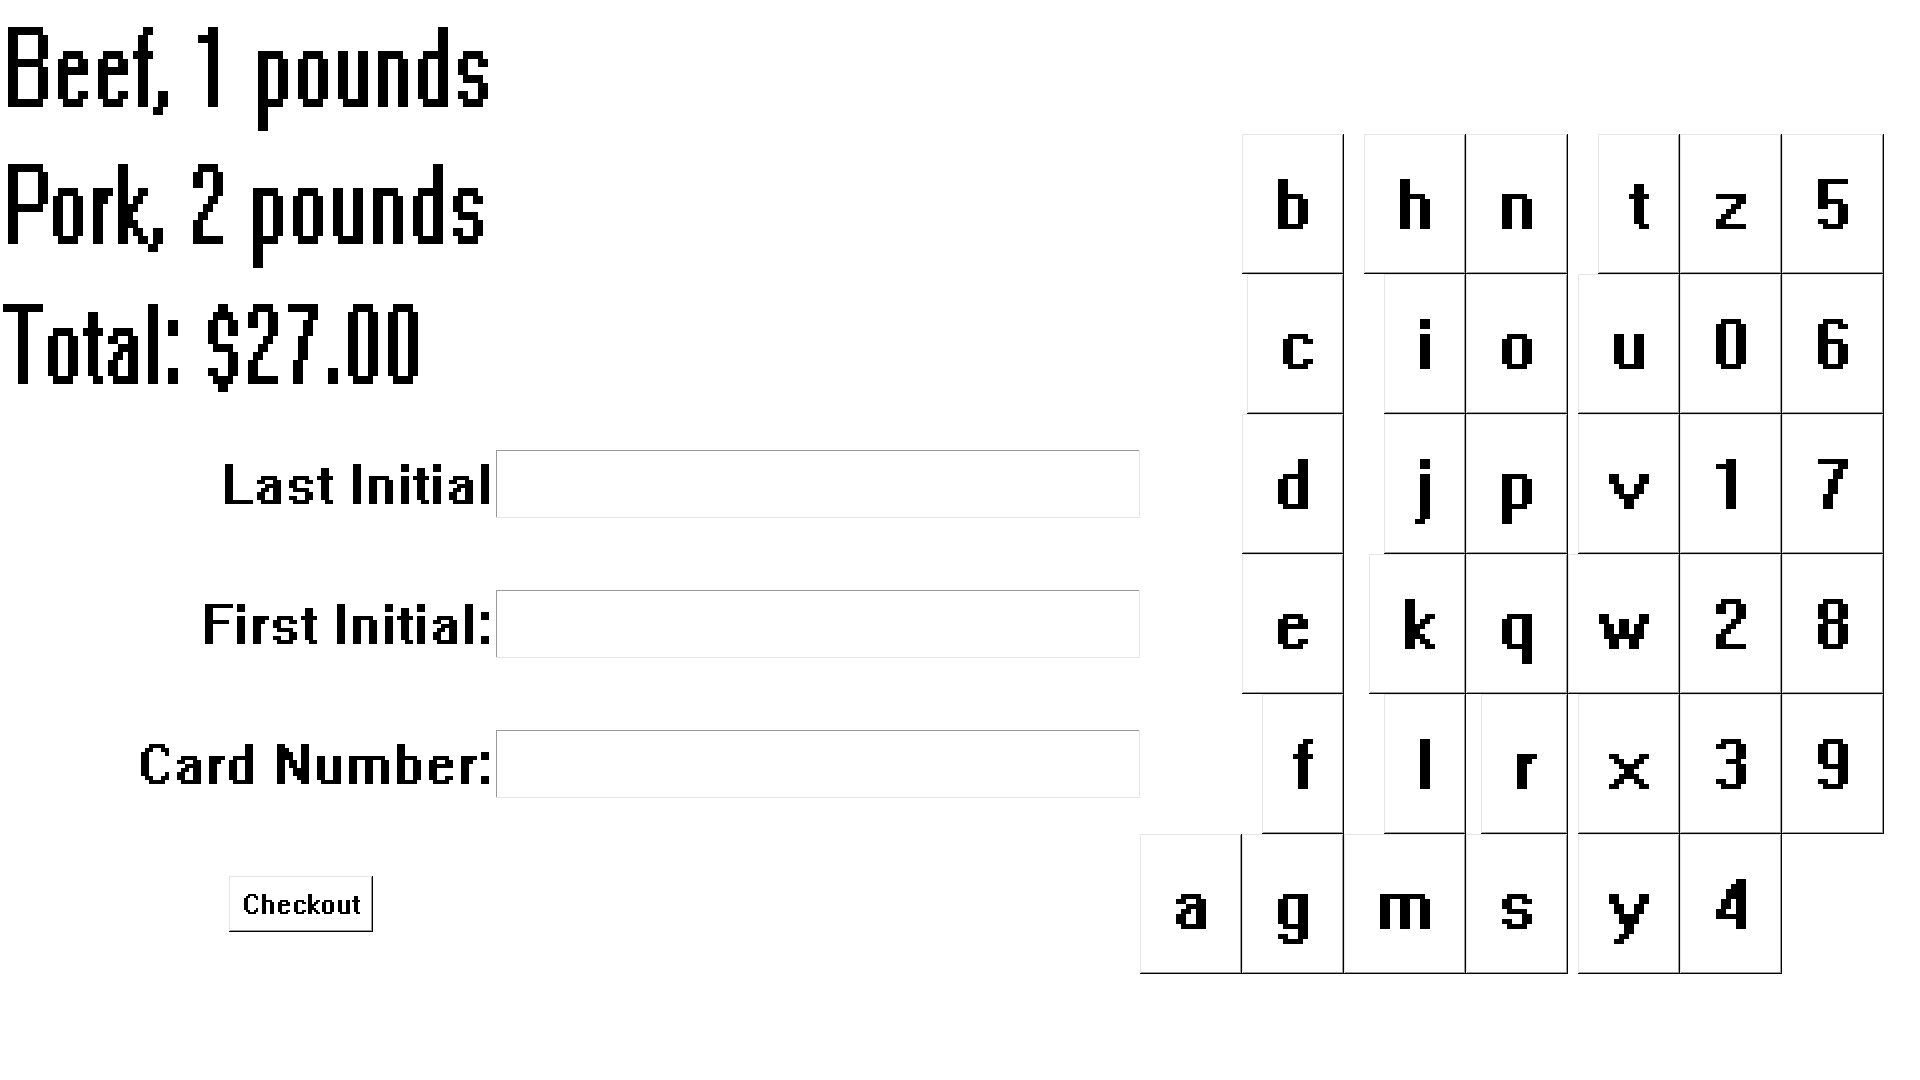 Beef, 1 pounds
Pork, 2 pounds
Total: $27.00
Last Initial
First Initial:
Card Number:
Checkout
b h n t z 5
c i o u 0 6
d j p v 1 7
e k q w 2 8
f l r x 3 9
a g m s y 4